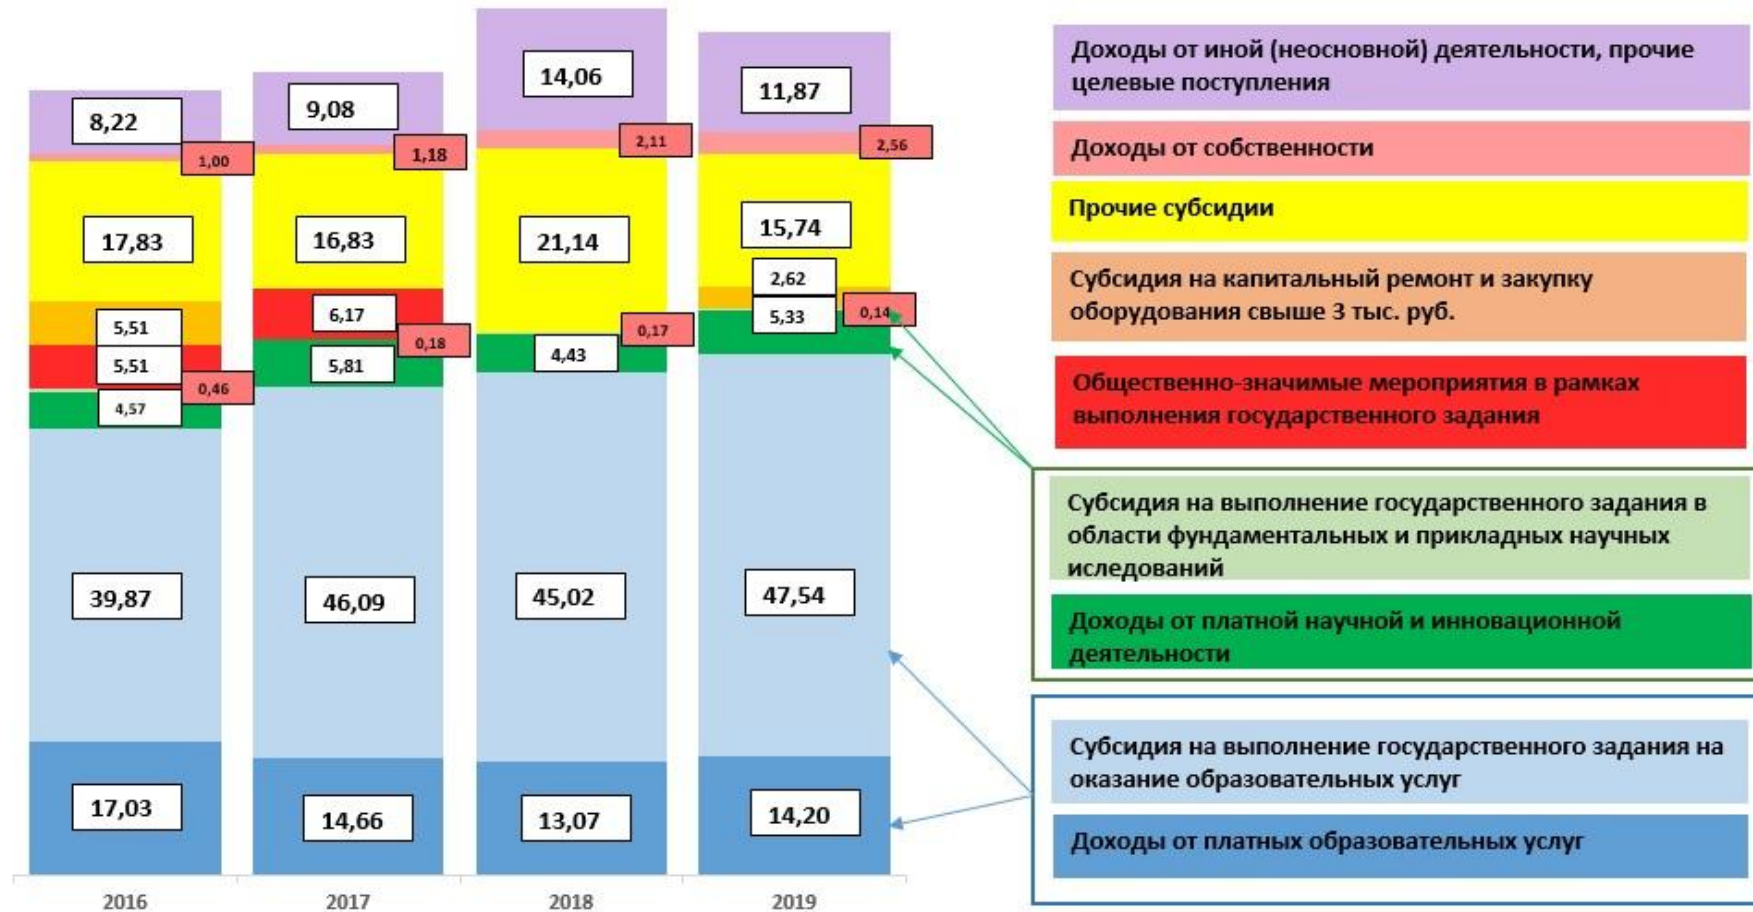 8,22
1,00
17,83
5,51
5,51
0,46
4,57
39,87
17,03
2016
9,08
1,18
16,83
6,17
0,18
5,81
46,09
14,66
2017
14,06
2,11
21,14
0,17
4,43
45,02
13,07
2018
11,87
2,56
15,74
2,62
0,14
5,33
47,54
14,20
2019
Доходы от иной (неосновной) деятельности, прочие
целевые поступления
Доходы от собственности
Прочие субсидии
Субсидия на капитальный ремонт и закупку
оборудования свыше 3 тыс. руб.
Общественно-значимые мероприятия в рамках
выполнения государственного задания
Субсидия на выполнение государственного задания в
области фундаментальных и прикладных научных
иследований
Доходы от платной научной и инновационной
деятельности
Субсидия на выполнение государственного задания на
оказание образовательных услуг
Доходы от платных образовательных услуг